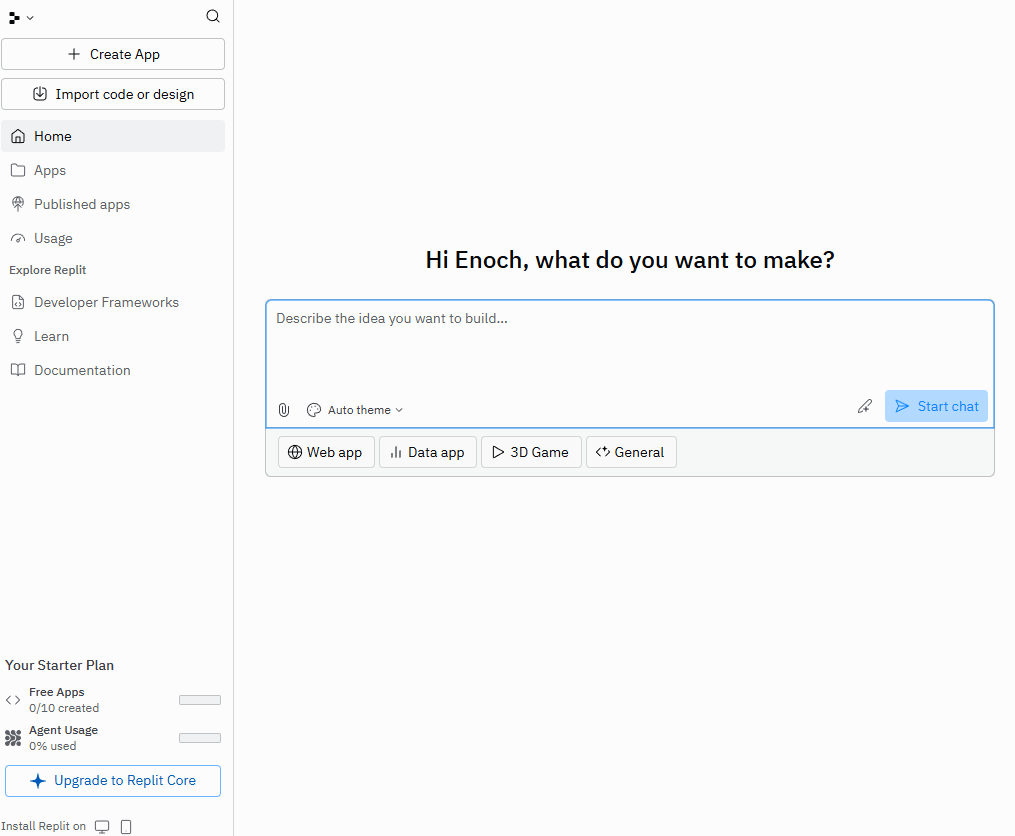 Create App
Import code or design
Home
Apps
Published apps
Usage
Explore Replit
Developer Frameworks
Learn
Documentation
Your Starter Plan
Free Apps
0/10 created
Agent Usage
0% used
Upgrade to Replit Core
Install Replit on
Hi Enoch, what do you want to make?
Describe the idea you want to build...
Auto theme
Start chat
Web app
Data app
3D Game
General